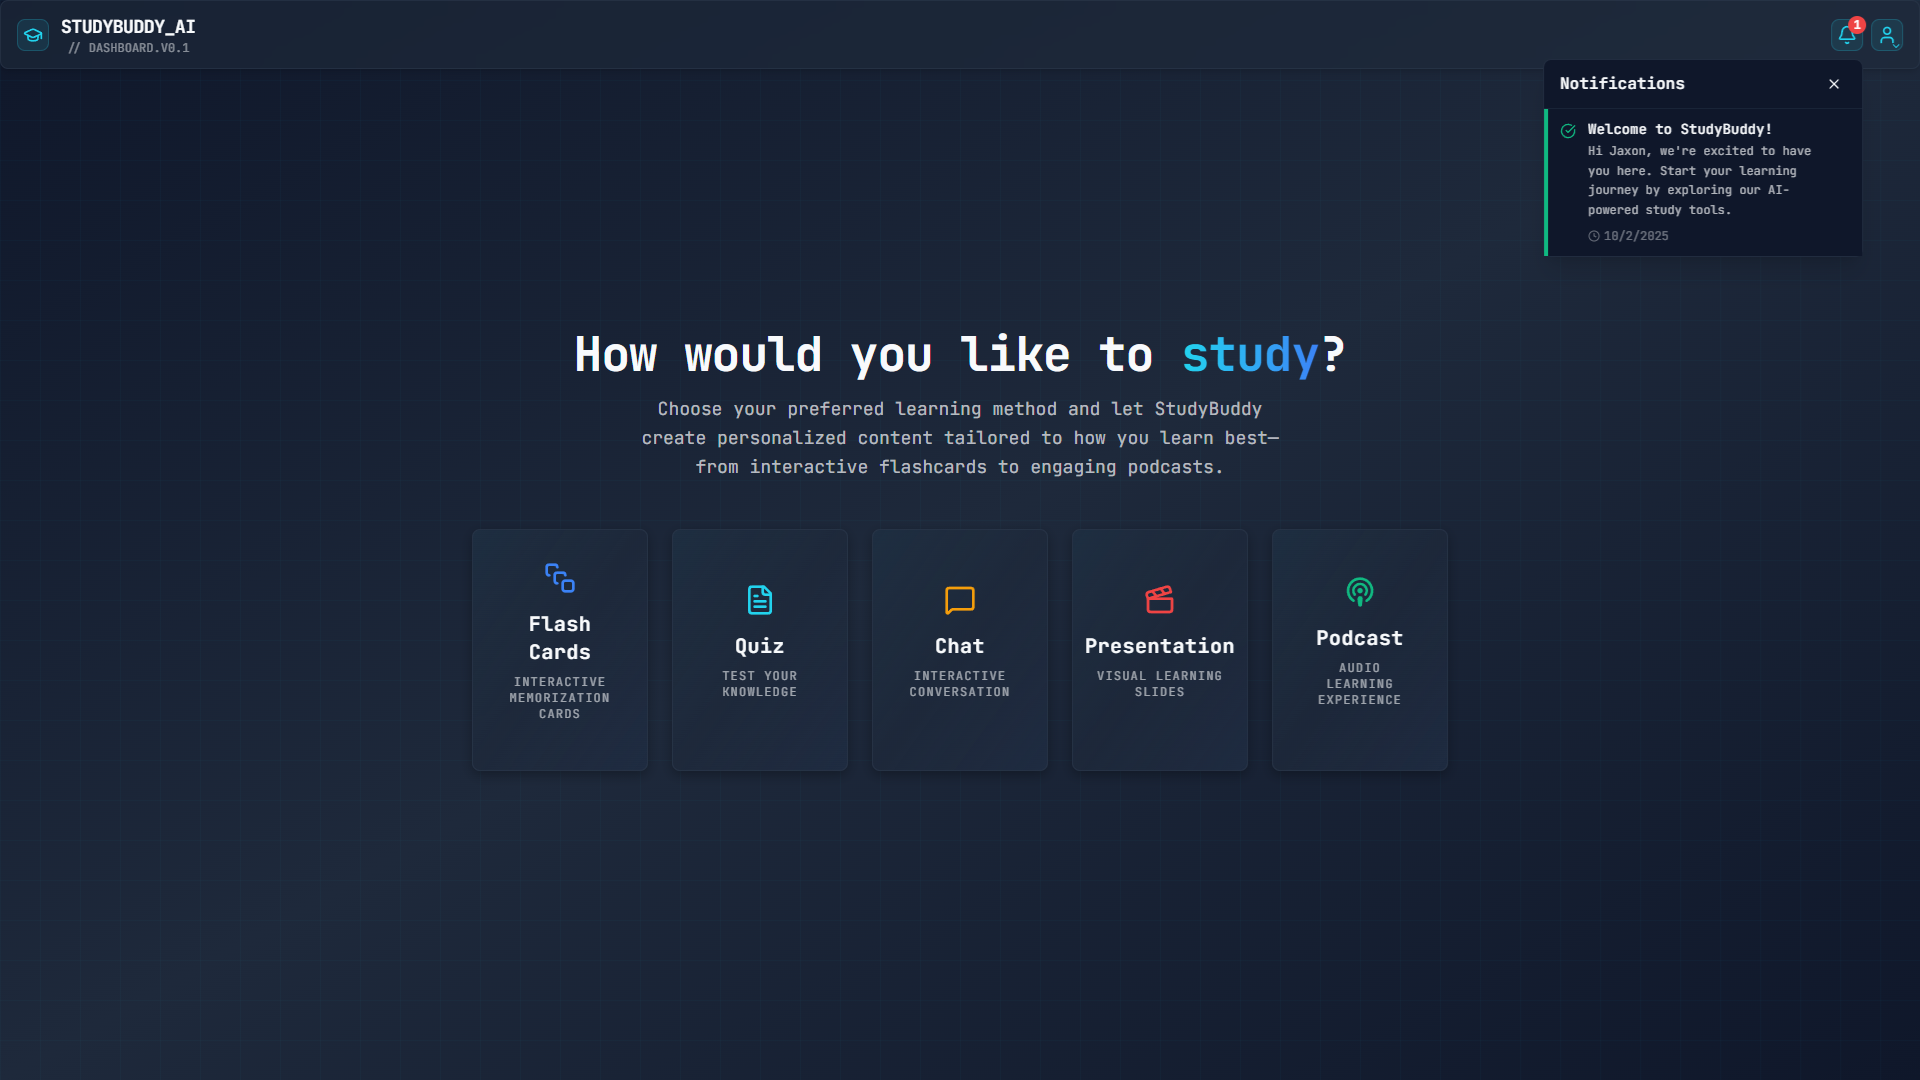 STUDYBUDDY_AI
// DASHBOARD.V0.1
1
Notifications
Welcome to StudyBuddy!
Hi Jaxon, we're excited to have
you here. Start your learning
journey by exploring our AI-
powered study tools.
10/2/2025
How would you like to study?
Choose your preferred learning method and let StudyBuddy
create personalized content tailored to how you learn best—
from interactive flashcards to engaging podcasts.
Flash
Cards
INTERACTIVE
MEMORIZATION
CARDS
Quiz
TEST YOUR
KNOWLEDGE
Chat
INTERACTIVE
CONVERSATION
Presentation
VISUAL LEARNING
SLIDES
Podcast
AUDIO
LEARNING
EXPERIENCE